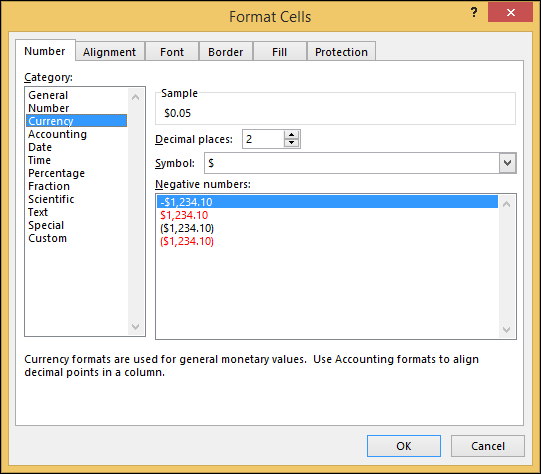 Format Cells
?
Number Alignment Font Border Fill Protection
Category:
General
Number
Currency
Accounting
Date
Time
Percentage
Fraction
Scientific
Text
Special
Custom
Sample
$0.05
Decimal places: 2
Symbol: $
Negative numbers:
-$1,234.10
$1,234.10
($1,234.10)
($1,234.10)
Currency formats are used for general monetary values.  Use Accounting formats to align
decimal points in a column.
OK Cancel